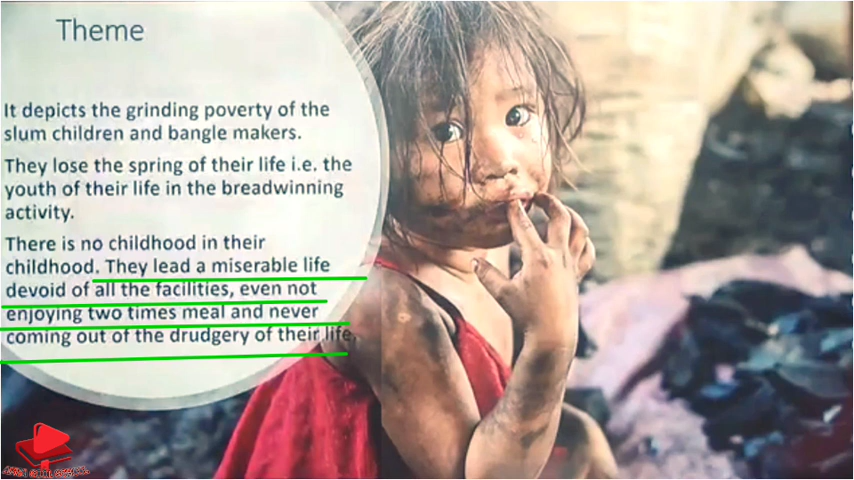 Theme
It depicts the grinding poverty of the
slum children and bangle makers.
They lose the spring of their life i.e. the
youth of their life in the breadwinning
activity.
There is no childhood in their
childhood. They lead a miserable life
devoid of all the facilities, even not
enjoying two times meal and never
coming out of the drudgery of their life.